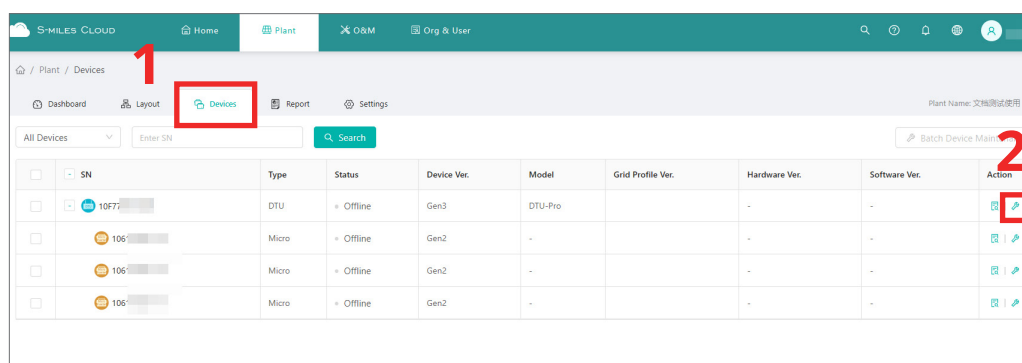 S-MILES CLOUD Home Plant O&M Org & User
1
/ Plant / Devices
Dashboard Layout Devices Report Settings Plant Name: 文档测试使用
All Devices Enter SN Search Batch Device
2
SN Type Status Device Ver. Model Grid Profile Ver. Hardware Ver. Software Ver. Action
10F77 DTU Offline Gen3 DTU-Pro - -
106 Micro Offline Gen2 - - -
106 Micro Offline Gen2 - - -
106 Micro Offline Gen2 - - -